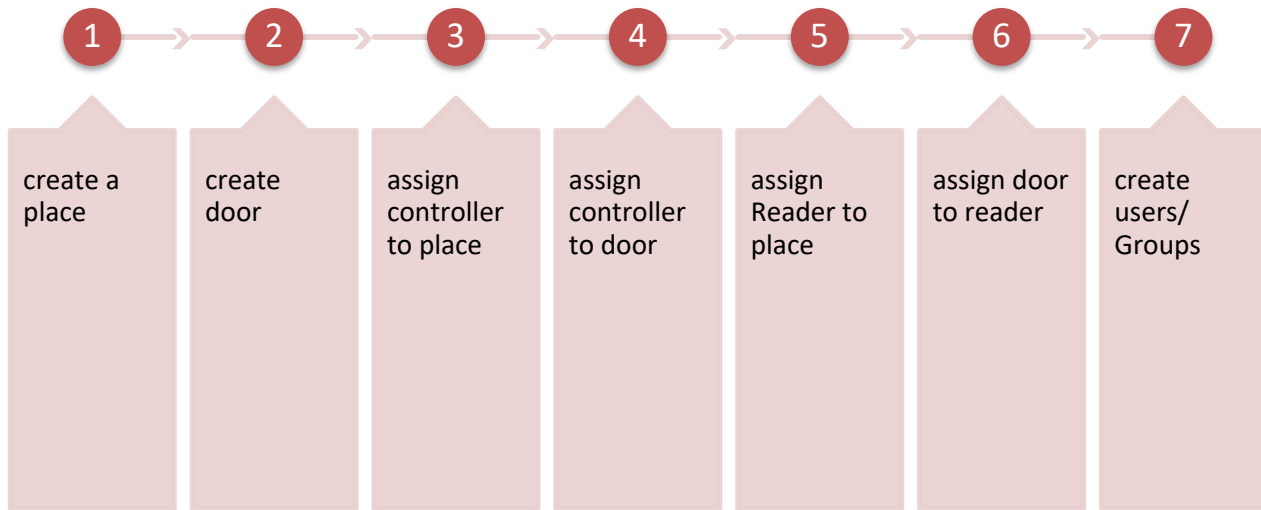 1
2
3
4
5
6
7
create a
place
create
door
assign
controller
to place
assign
controller
to door
assign
Reader to
place
assign door
to reader
create
users/
Groups